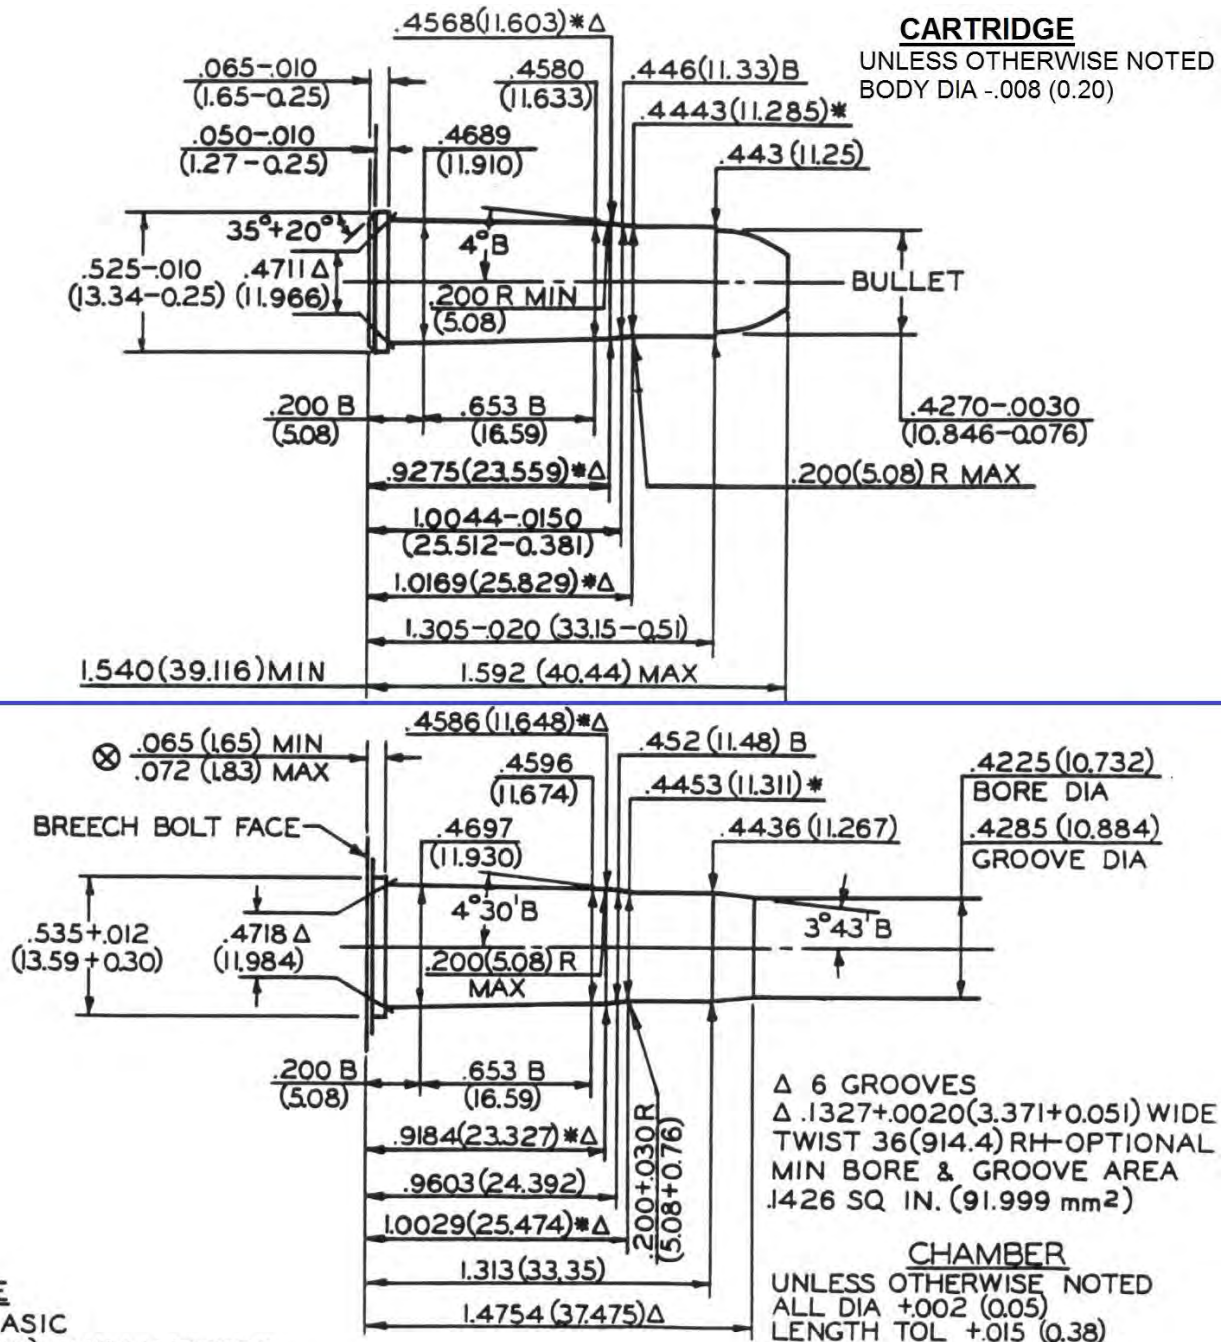 .4568(11.603)*Δ
CARTRIDGE
UNLESS OTHERWISE NOTED
BODY DIA -.008 (0.20)
.065-.010
(1.65-0.25)
.4580
(11.633)
.446(11.33)B
.4443(11.285)*
.050-.010
(1.27-0.25)
.4689
(11.910)
.443(11.25)
35°+20°
4°B
.525-.010
(13.34-0.25)
.4711Δ
(11.966)
.200 R MIN
(5.08)
BULLET
.200 B
(5.08)
.653 B
(16.59)
.4270-.0030
(10.846-0.076)
.9275(23.559)*Δ
.200(5.08) R MAX
1.0044-.0150
(25.512-0.381)
1.0169(25.829)*Δ
1.305-.020 (33.15-0.51)
1.540(39.116)MIN
1.592 (40.44) MAX
.4586(11.648)*Δ
⊗ .065 (1.65) MIN
.072 (1.83) MAX
.4596
(11.674)
.452 (11.48) B
.4453(11.311)*
.4225(10.732)
BORE DIA
BREECH BOLT FACE
.4697
(11.930)
.4436(11.267)
.4285(10.884)
GROOVE DIA
4°30'B
3°43'B
.535+.012
(13.59+0.30)
.4718Δ
(11.984)
.200(5.08) R
MAX
.200 B
(5.08)
.653 B
(16.59)
.9184(23.327)*Δ
.9603(24.392)
1.0029(25.474)*Δ
.200+.030R
(5.08+0.76)
1.313(33.35)
1.4754(37.475)Δ
Δ 6 GROOVES
Δ .1327+.0020(3.371+0.051) WIDE
TWIST 36(914.4) RH-OPTIONAL
MIN BORE & GROOVE AREA
.1426 SQ IN. (91.999 mm2)
CHAMBER
UNLESS OTHERWISE NOTED
ALL DIA +.002 (0.05)
LENGTH TOL +.015 (0.38)
ASIC